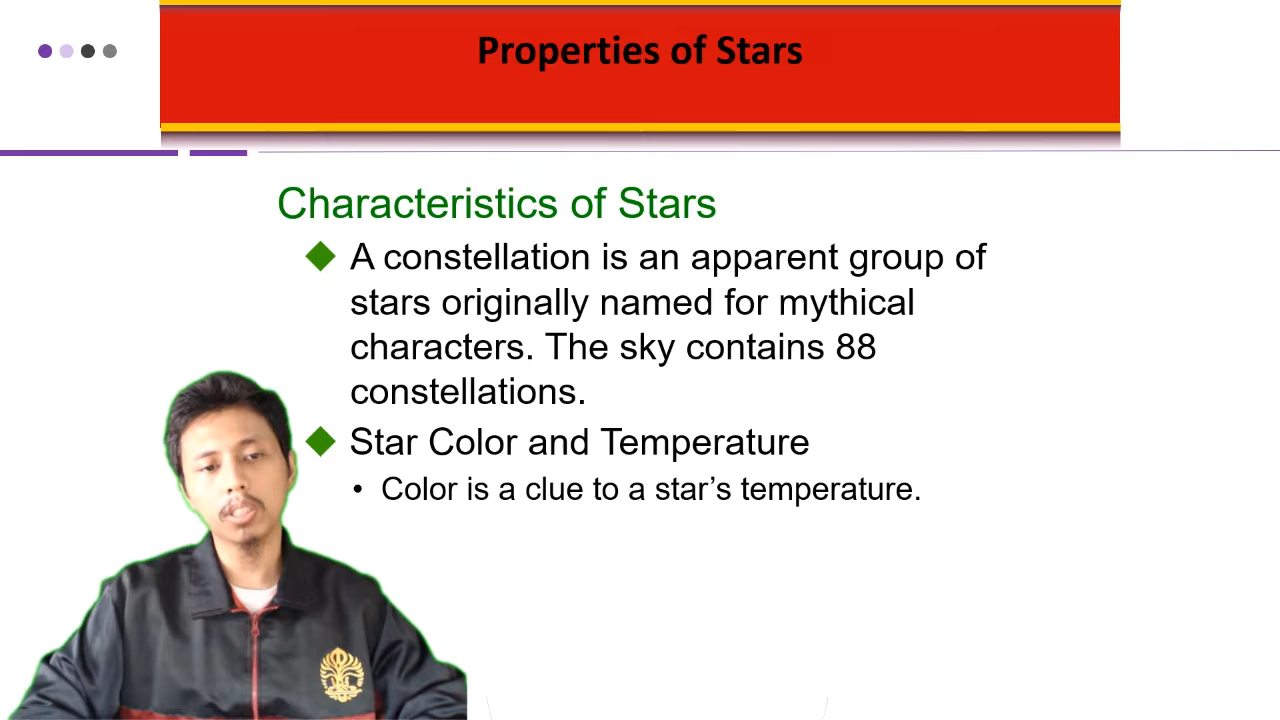 Properties of Stars
Characteristics of Stars
A constellation is an apparent group of
stars originally named for mythical
characters. The sky contains 88
constellations.
Star Color and Temperature
• Color is a clue to a star’s temperature.